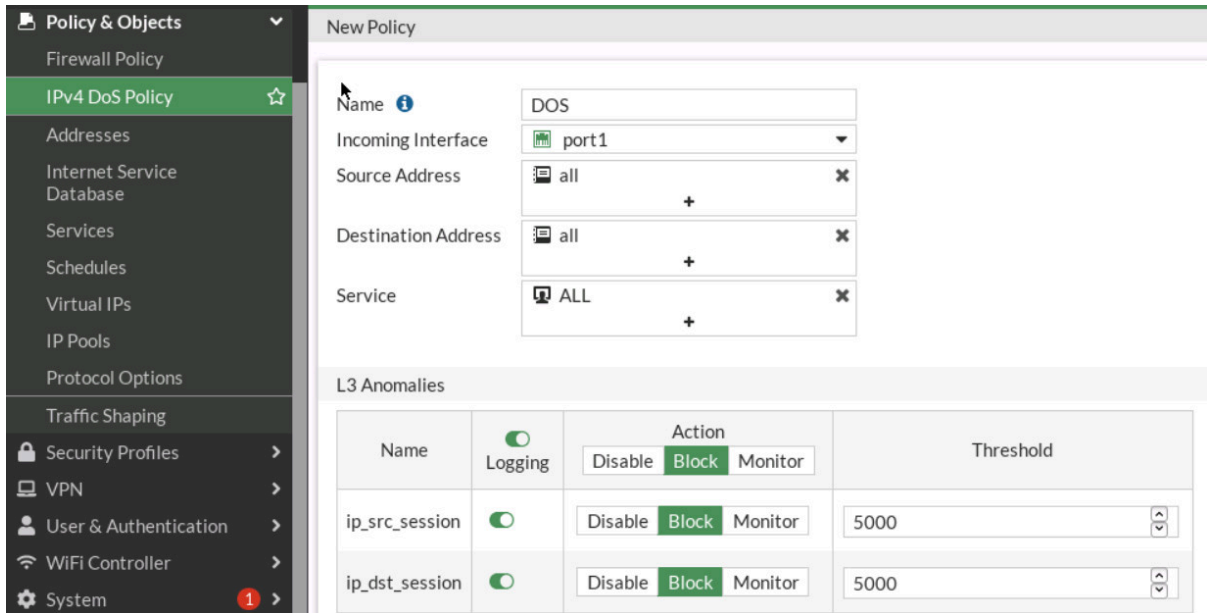 Policy & Objects
Firewall Policy
IPv4 DoS Policy
Addresses
Internet Service
Database
Services
Schedules
Virtual IPs
IP Pools
Protocol Options
Traffic Shaping
Security Profiles
VPN
User & Authentication
WiFi Controller
System 1
New Policy
Name DOS
Incoming Interface port1
Source Address all
+
Destination Address all
+
Service ALL
+
L3 Anomalies
Name Logging Action Threshold
Disable Block Monitor
ip_src_session Disable Block Monitor 5000
ip_dst_session Disable Block Monitor 5000